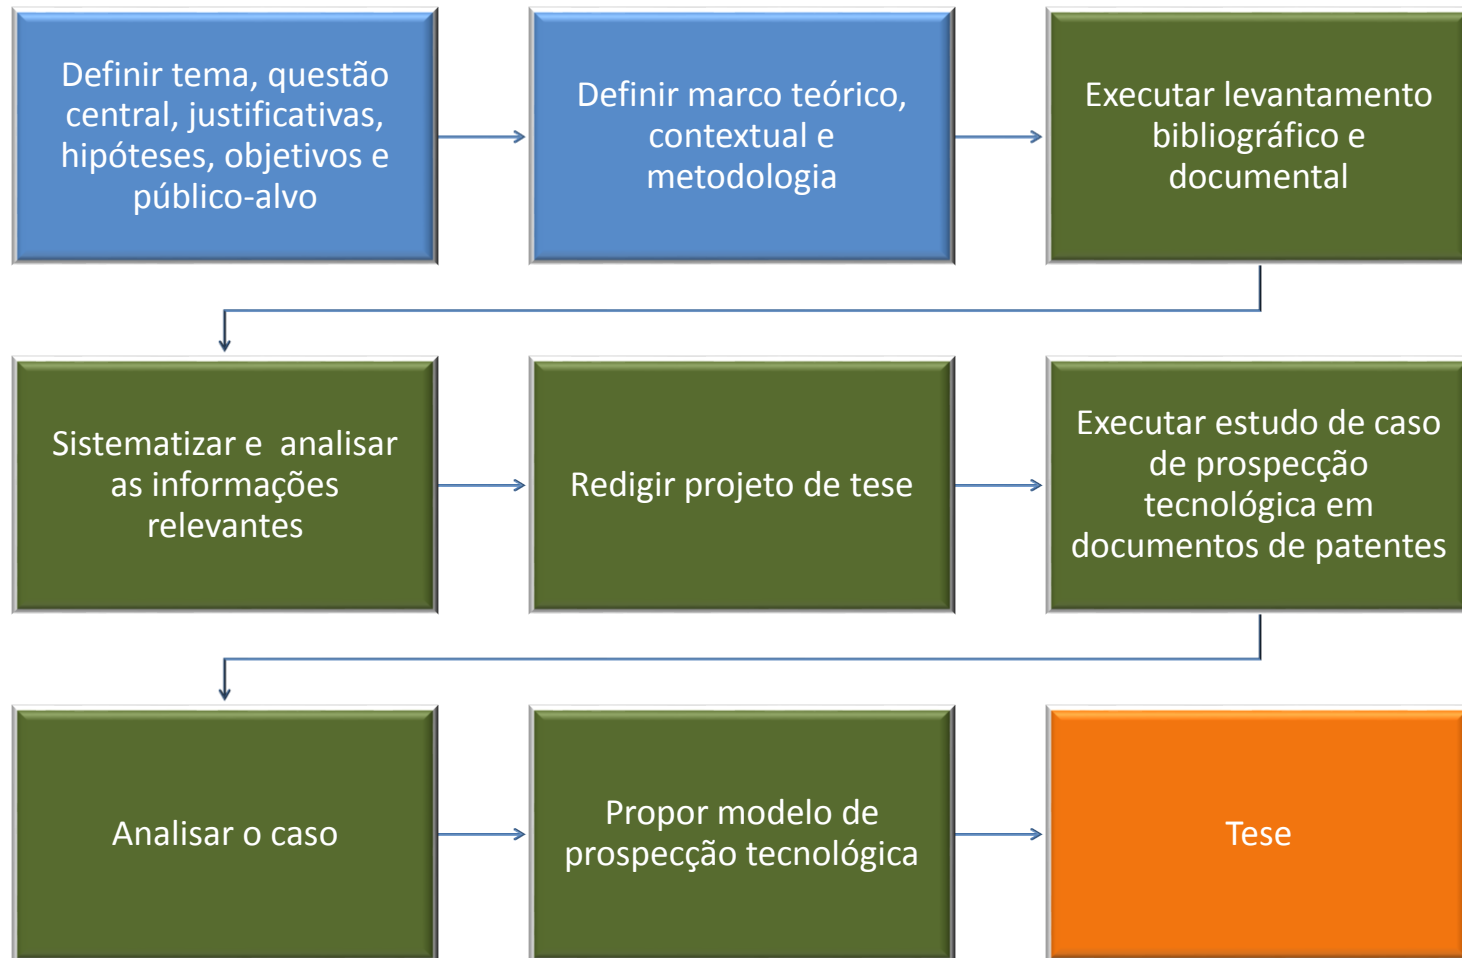 Definir tema, questão
central, justificativas,
hipóteses, objetivos e
público-alvo
Definir marco teórico,
contextual e
metodologia
Executar levantamento
bibliográfico e
documental
Sistematizar e  analisar
as informações
relevantes
Redigir projeto de tese
Executar estudo de caso
de prospecção
tecnológica em
documentos de patentes
Analisar o caso
Propor modelo de
prospecção tecnológica
Tese